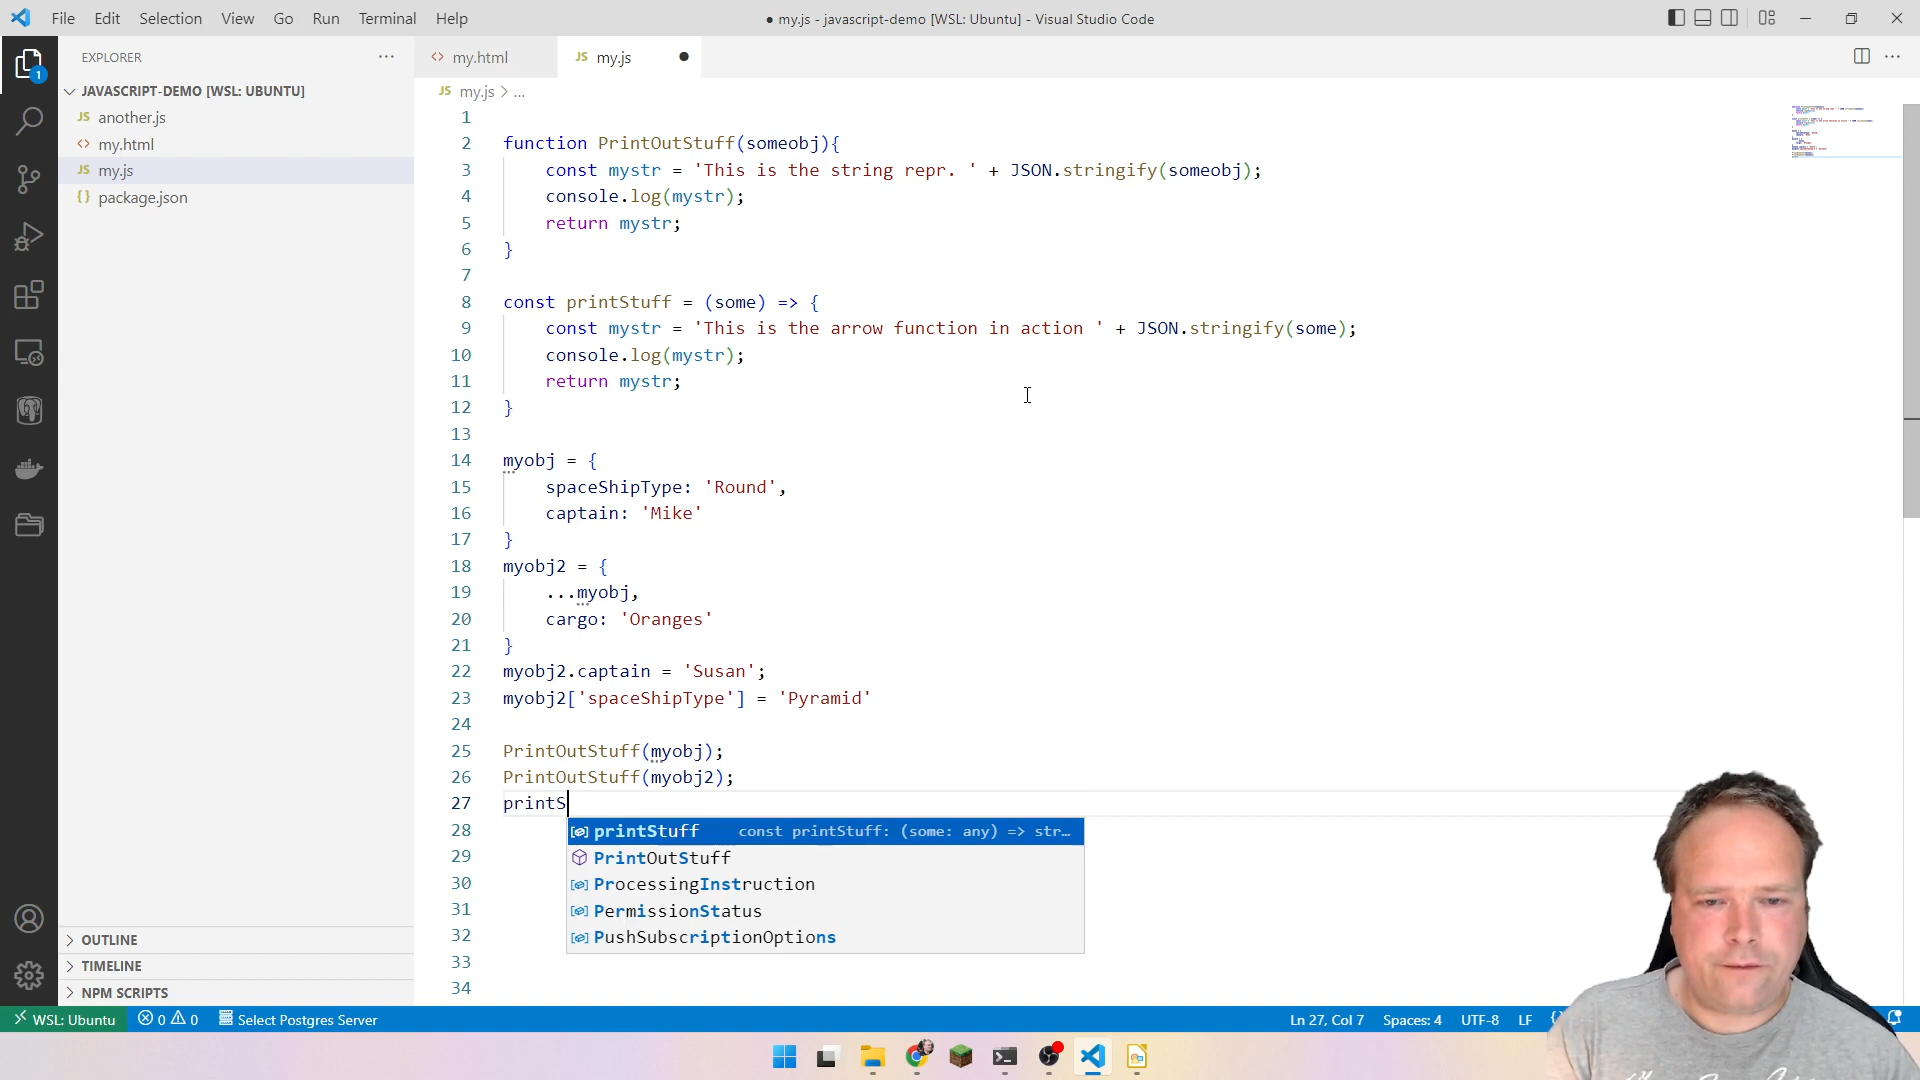 File Edit Selection View Go Run Terminal Help
● my.js - javascript-demo [WSL: Ubuntu] - Visual Studio Code
EXPLORER
JAVASCRIPT-DEMO [WSL: UBUNTU]
JS another.js
<> my.html
JS my.js
{} package.json
OUTLINE
TIMELINE
NPM SCRIPTS
1
<> my.html
JS my.js
JS my.js > ...
1
2 function PrintOutStuff(someobj){
3 const mystr = 'This is the string repr. ' + JSON.stringify(someobj);
4 console.log(mystr);
5 return mystr;
6 }
7
8 const printStuff = (some) => {
9 const mystr = 'This is the arrow function in action ' + JSON.stringify(some);
10 console.log(mystr);
11 return mystr;
12 }
13
14 myobj = {
15 spaceShipType: 'Round',
16 captain: 'Mike'
17 }
18 myobj2 = {
19 ...myobj,
20 cargo: 'Oranges'
21 }
22 myobj2.captain = 'Susan';
23 myobj2['spaceShipType'] = 'Pyramid'
24
25 PrintOutStuff(myobj);
26 PrintOutStuff(myobj2);
27 printS
28
29
30
31
32
33
34
printStuff const printStuff: (some: any) => str...
PrintOutStuff
ProcessingInstruction
PermissionStatus
PushSubscriptionOptions
WSL: Ubuntu 0 0 Select Postgres Server
Ln 27, Col 7 Spaces: 4 UTF-8 LF